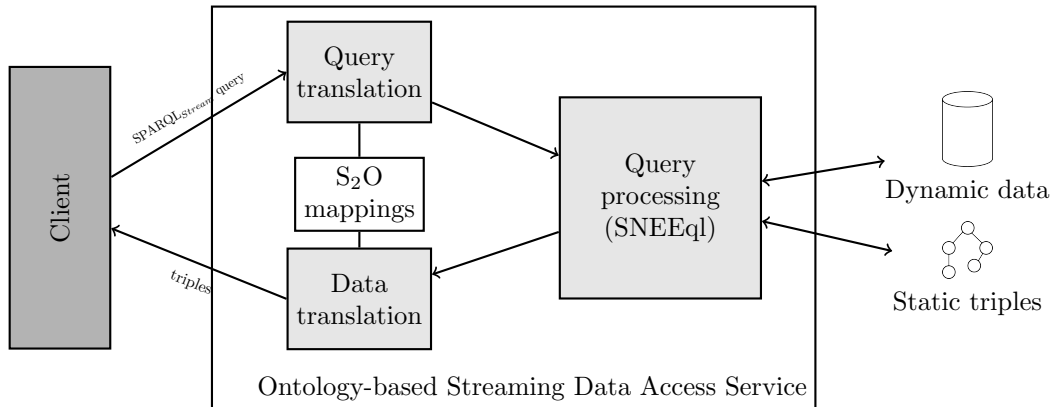 Client
SPARQLStream query
triples
Query
translation
S₂O
mappings
Data
translation
Query
processing
(SNEEql)
Dynamic data
Static triples
Ontology-based Streaming Data Access Service